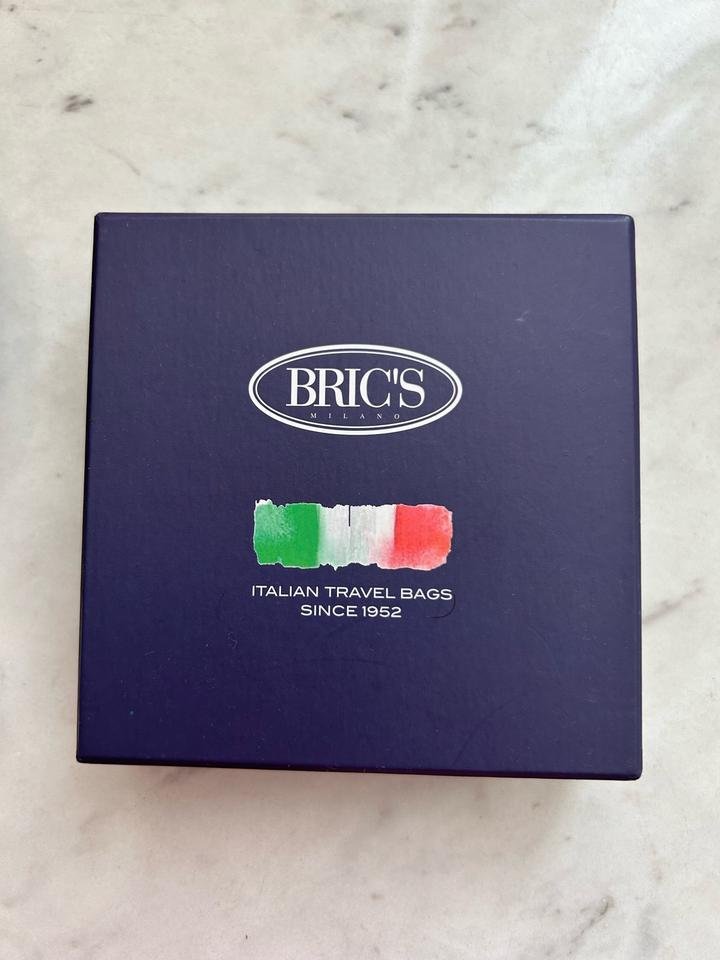 BRIC'S
MILANO
ITALIAN TRAVEL BAGS
SINCE 1952